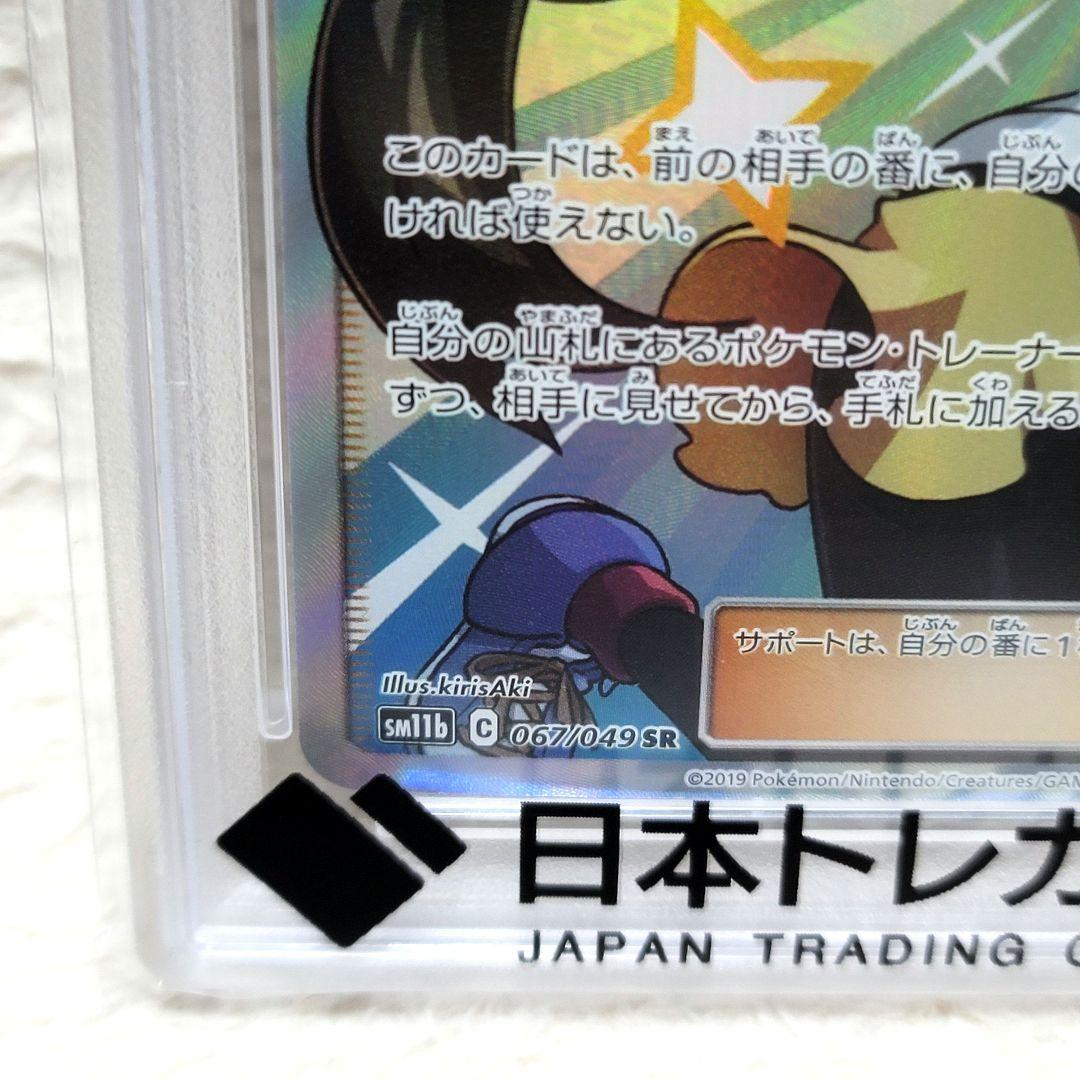 このカードは、前の相手の番に、自分の
ければ使えない。
自分の山札にあるポケモン・トレーナー
ずつ、相手に見せてから、手札に加える
サポートは、自分の番に1
Illus.kirisAki
sm11b C 067/049 SR
©2019 Pokémon/Nintendo/Creatures/GAM
日本トレカ
JAPAN TRADING C